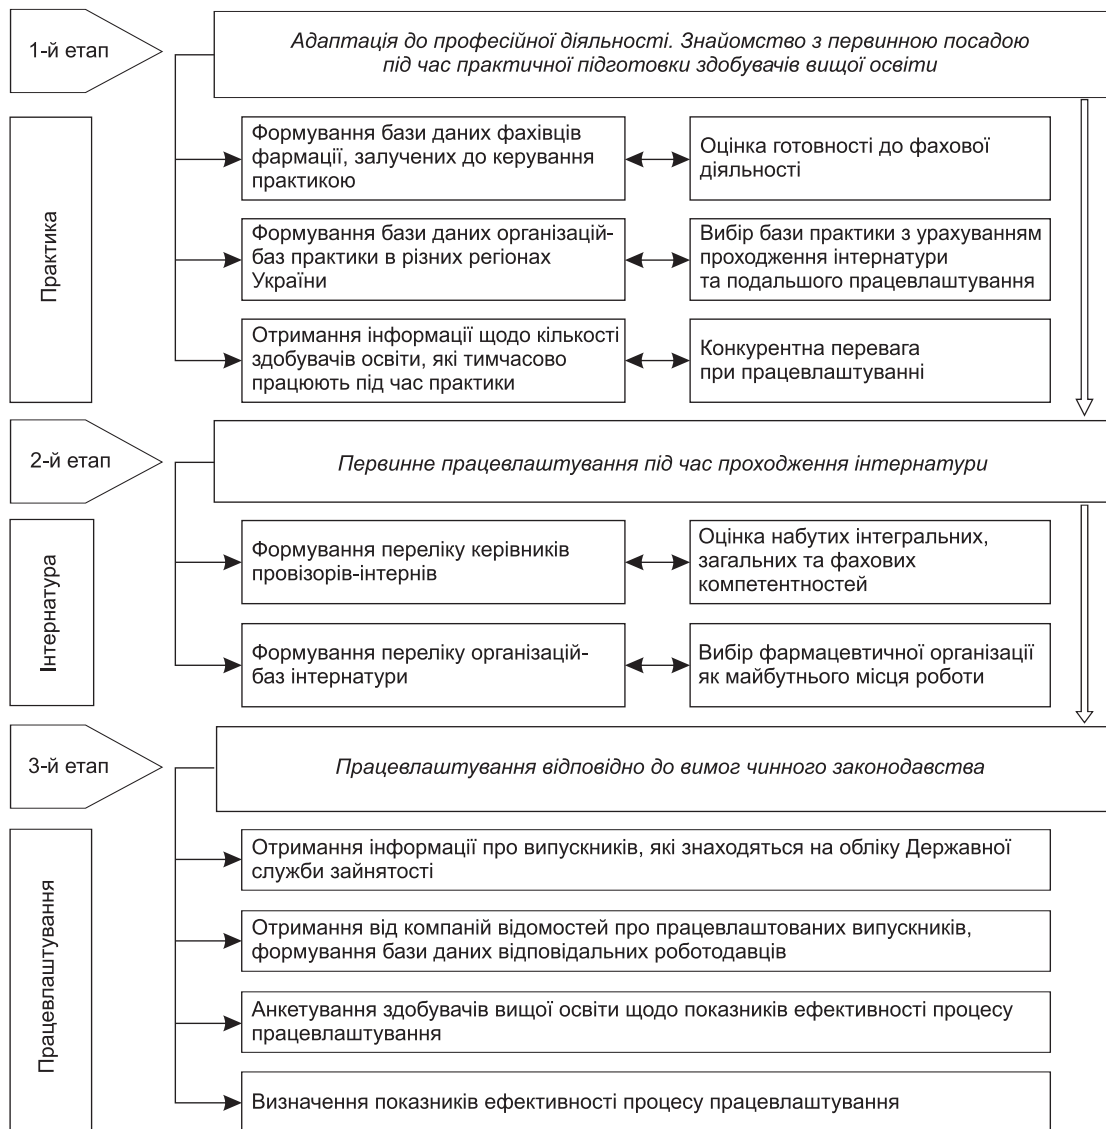 1-й етап
Адаптація до професійної діяльності. Знайомство з первинною посадою
під час практичної підготовки здобувачів вищої освіти
Практика
Формування бази даних фахівців
фармації, залучених до керування
практикою
Оцінка готовності до фахової
діяльності
Формування бази даних організацій-
баз практики в різних регіонах
України
Вибір бази практики з урахуванням
проходження інтернатури
та подальшого працевлаштування
Отримання інформації щодо кількості
здобувачів освіти, які тимчасово
працюють під час практики
Конкурентна перевага
при працевлаштуванні
2-й етап
Первинне працевлаштування під час проходження інтернатури
Інтернатура
Формування переліку керівників
провізорів-інтернів
Оцінка набутих інтегральних,
загальних та фахових
компетентностей
Формування переліку організацій-
баз інтернатури
Вибір фармацевтичної організації
як майбутнього місця роботи
3-й етап
Працевлаштування відповідно до вимог чинного законодавства
Працевлаштування
Отримання інформації про випускників, які знаходяться на обліку Державної
служби зайнятості
Отримання від компаній відомостей про працевлаштованих випускників,
формування бази даних відповідальних роботодавців
Анкетування здобувачів вищої освіти щодо показників ефективності процесу
працевлаштування
Визначення показників ефективності процесу працевлаштування